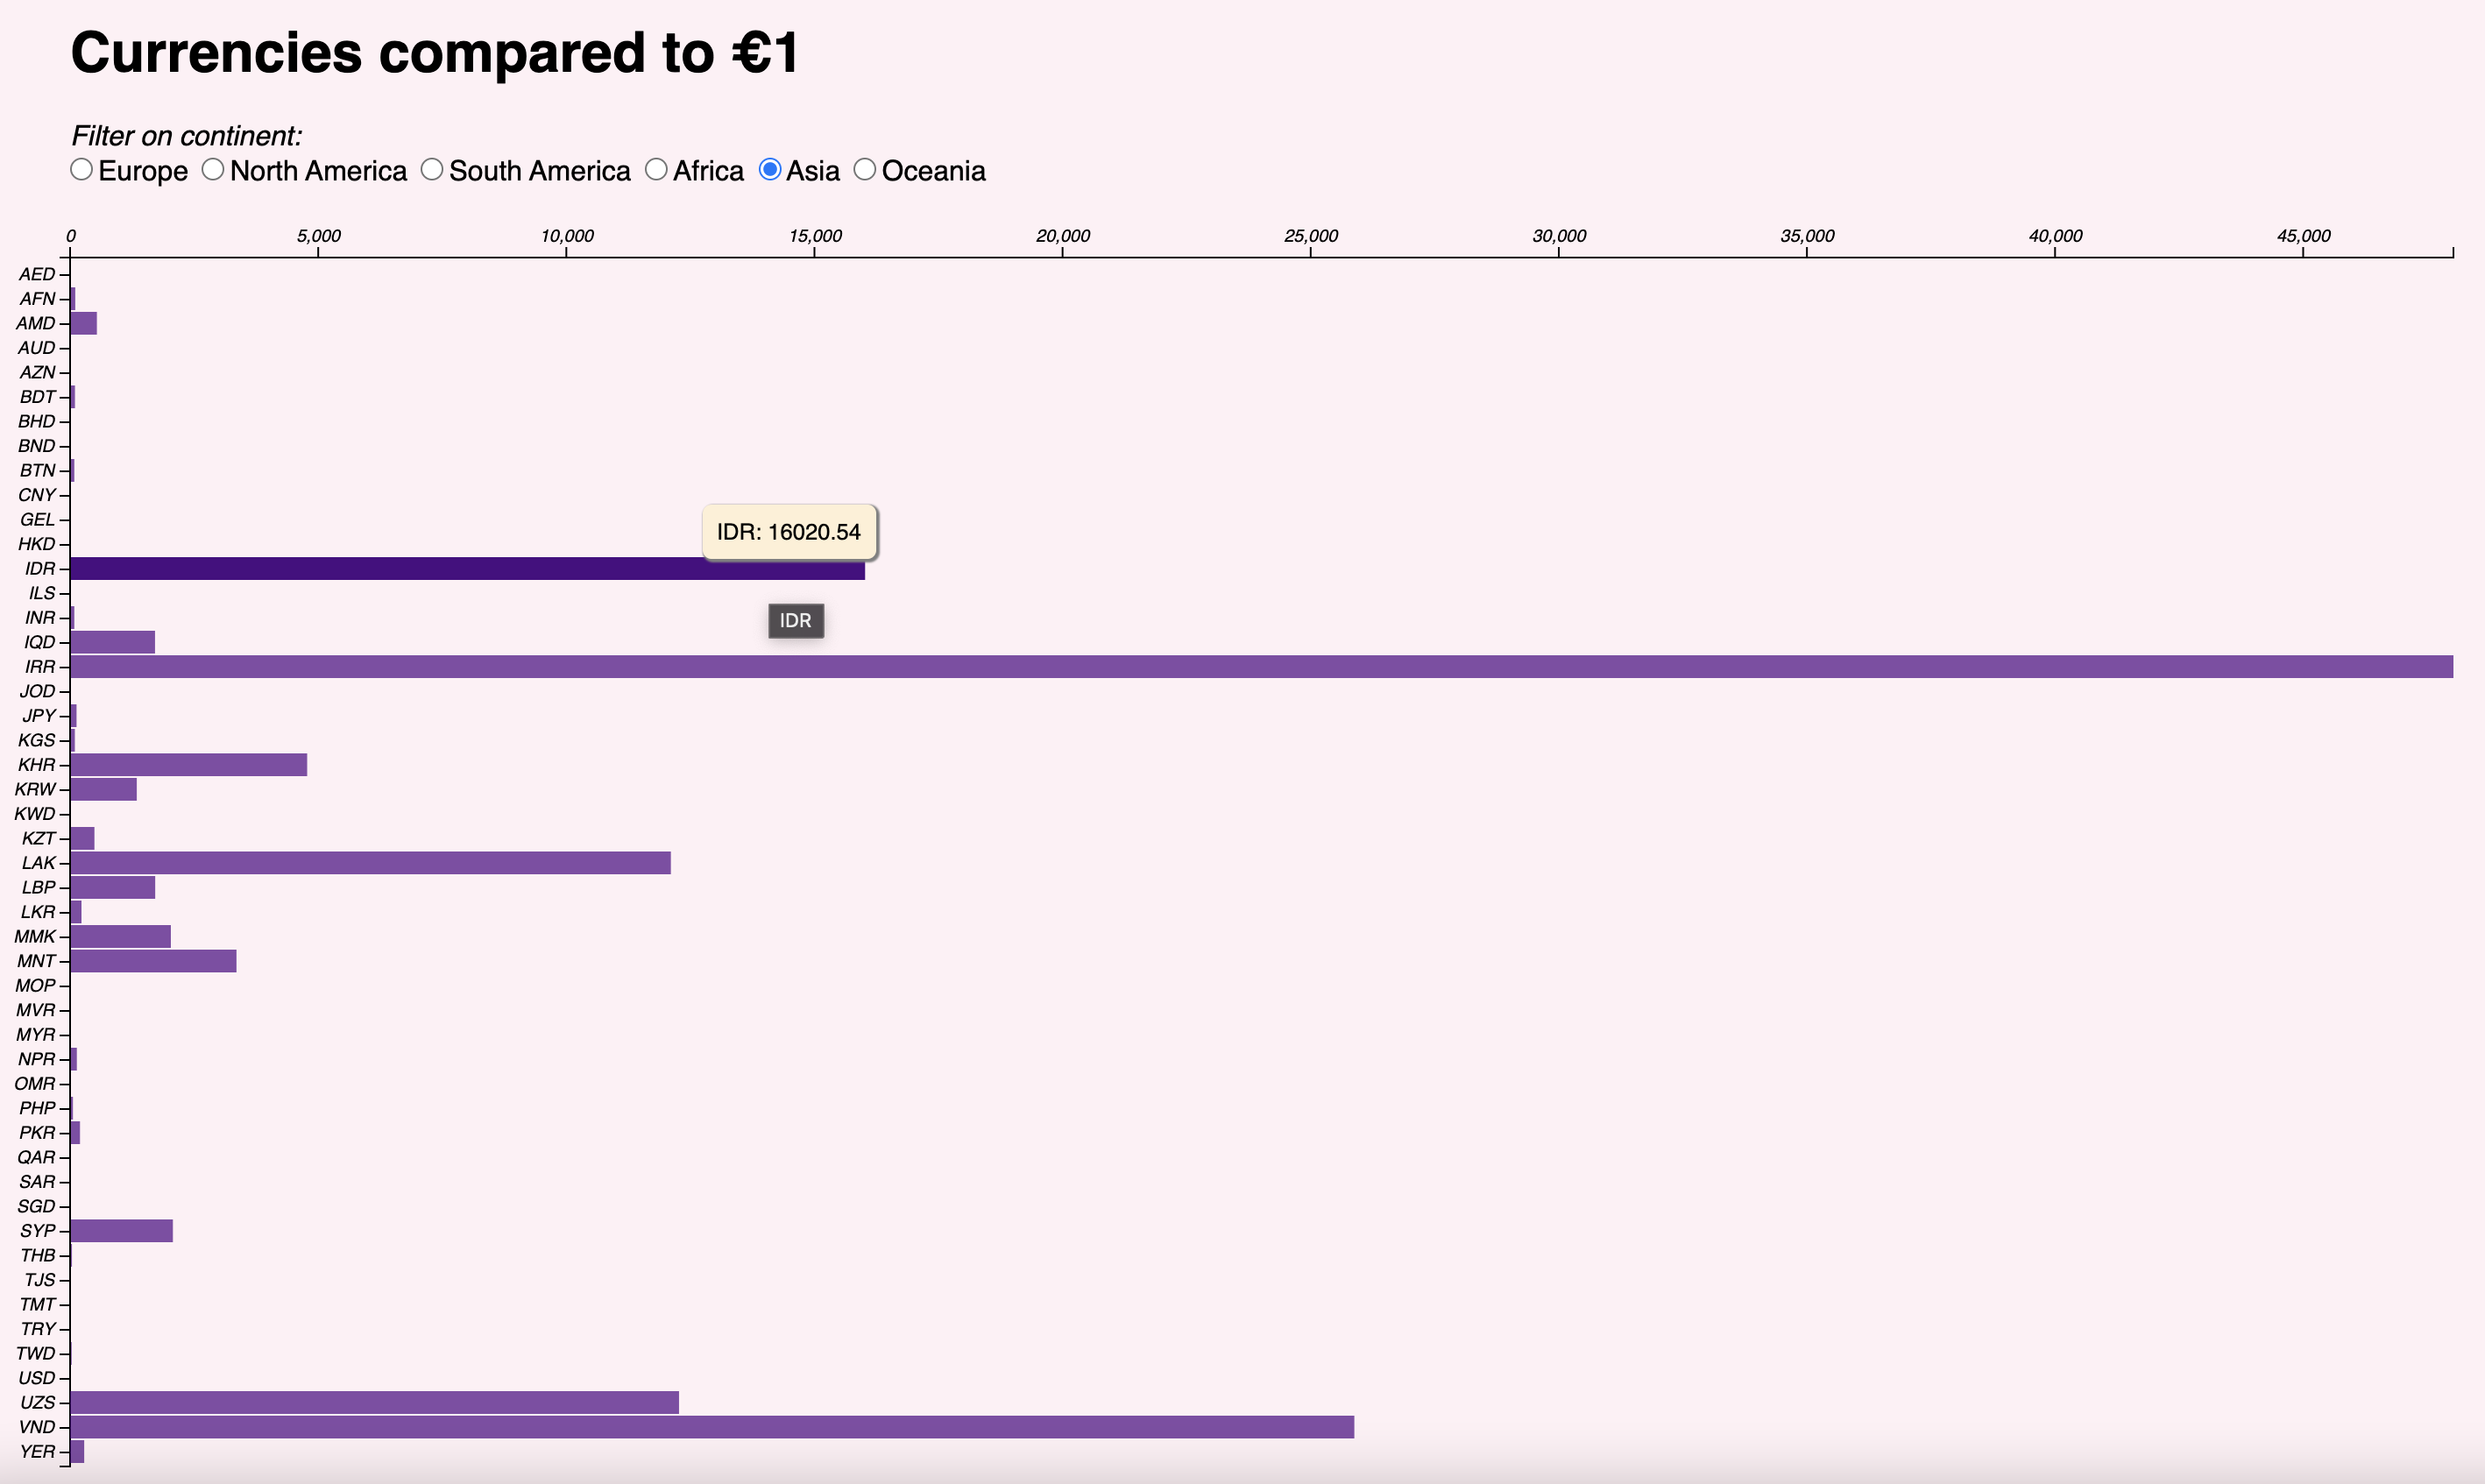 Currencies compared to €1
Filter on continent:
Europe North America South America Africa Asia Oceania
0 5,000 10,000 15,000 20,000 25,000 30,000 35,000 40,000 45,000
AED
AFN
AMD
AUD
AZN
BDT
BHD
BND
BTN
CNY
GEL
IDR: 16020.54
HKD
IDR
ILS
INR
IDR
IQD
IRR
JOD
JPY
KGS
KHR
KRW
KWD
KZT
LAK
LBP
LKR
MMK
MNT
MOP
MVR
MYR
NPR
OMR
PHP
PKR
QAR
SAR
SGD
SYP
THB
TJS
TMT
TRY
TWD
USD
UZS
VND
YER